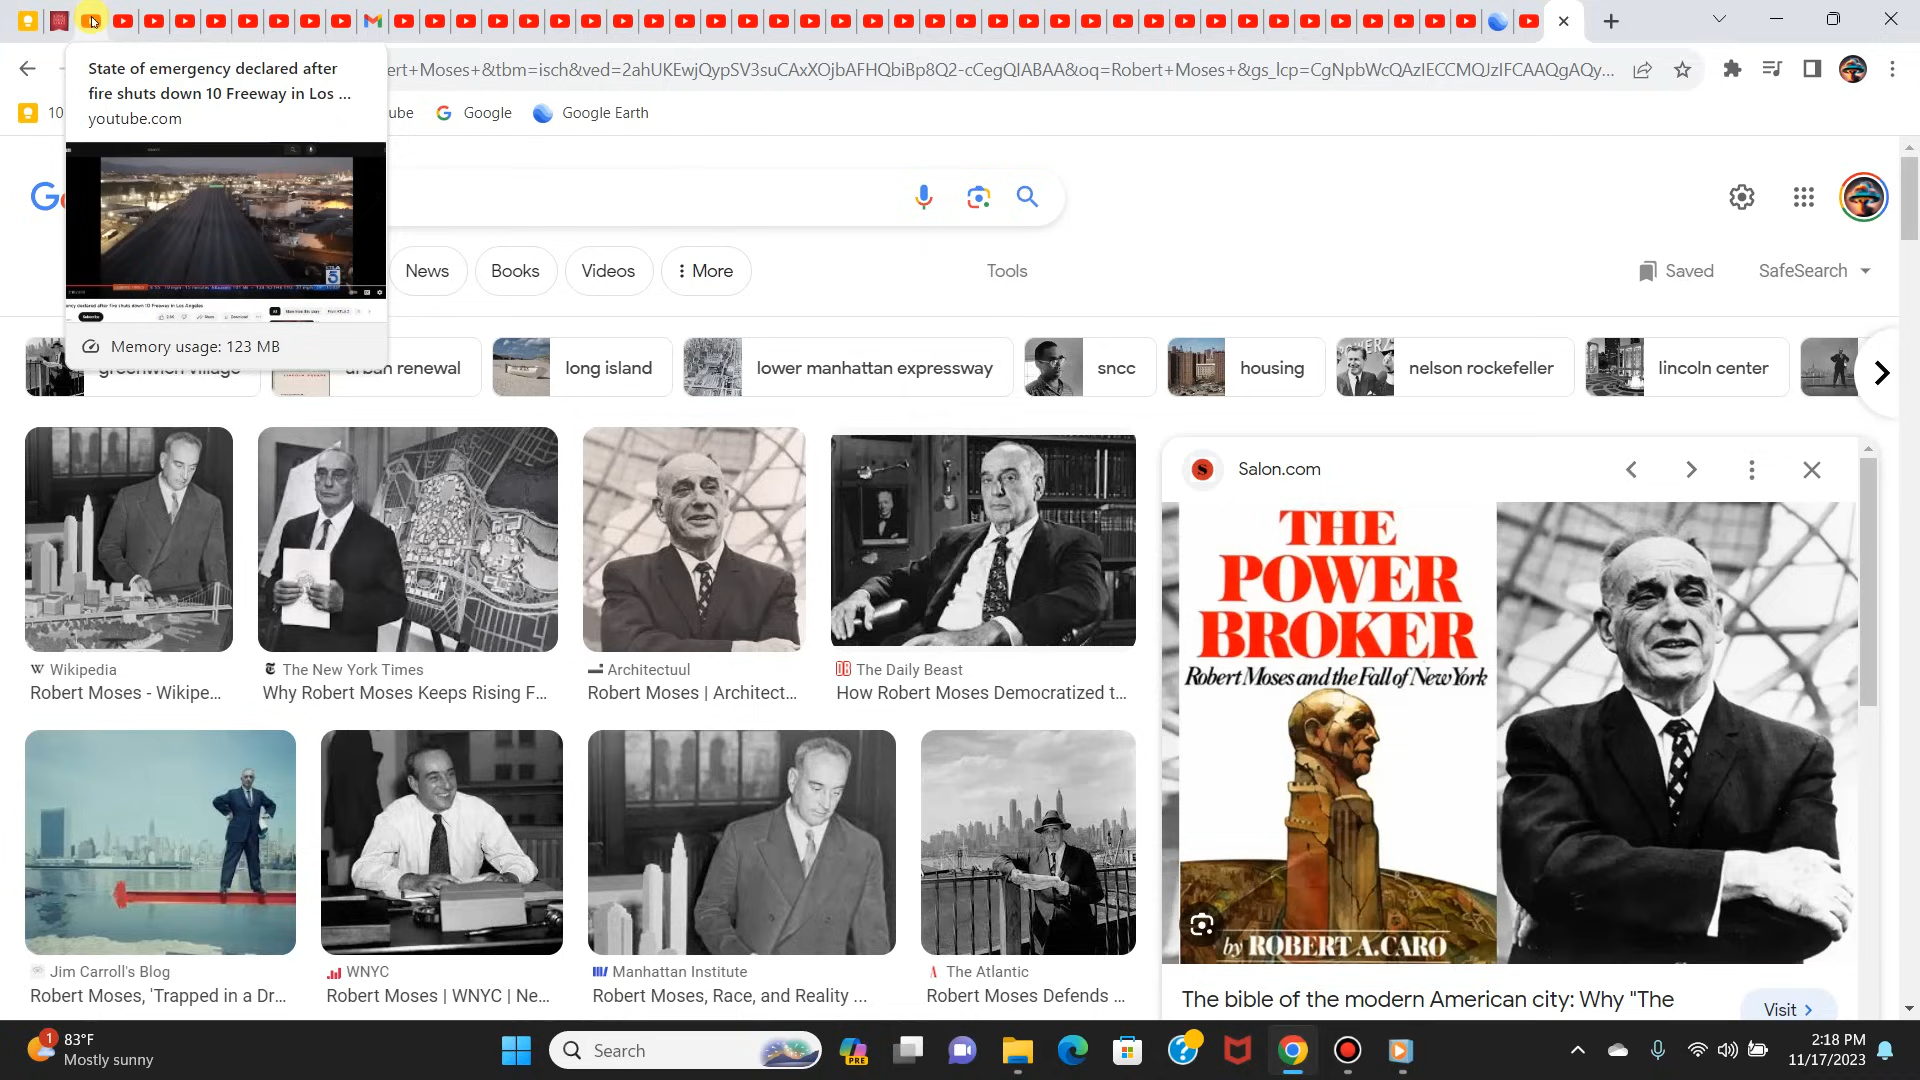 State of emergency declared after
fire shuts down 10 Freeway in Los ...
youtube.com
Memory usage: 123 MB
ert+Moses+&tbm=isch&ved=2ahUKEwjQypSV3suCAxXOjbAFHQbiBp8Q2-cCegQIABAA&oq=Robert+Moses+&gs_lcp=CgNpbWcQAzIECCMQJzIFCAAQgAQy...
10
ube
Google
Google Earth
News
Books
Videos
More
Tools
Saved
SafeSearch
greenwich village
urban renewal
long island
lower manhattan expressway
sncc
housing
nelson rockefeller
lincoln center
Wikipedia
Robert Moses - Wikipe...
The New York Times
Why Robert Moses Keeps Rising F...
Architectuul
Robert Moses | Architect...
The Daily Beast
How Robert Moses Democratized t...
Jim Carroll's Blog
Robert Moses, 'Trapped in a Dr...
WNYC
Robert Moses | WNYC | Ne...
Manhattan Institute
Robert Moses, Race, and Reality ...
The Atlantic
Robert Moses Defends ...
Salon.com
THE
POWER
BROKER
Robert Moses and the Fall of New York
by ROBERT A. CARO
The bible of the modern American city: Why "The
Visit
1
83°F
Mostly sunny
Search
PRE
2:18 PM
11/17/2023